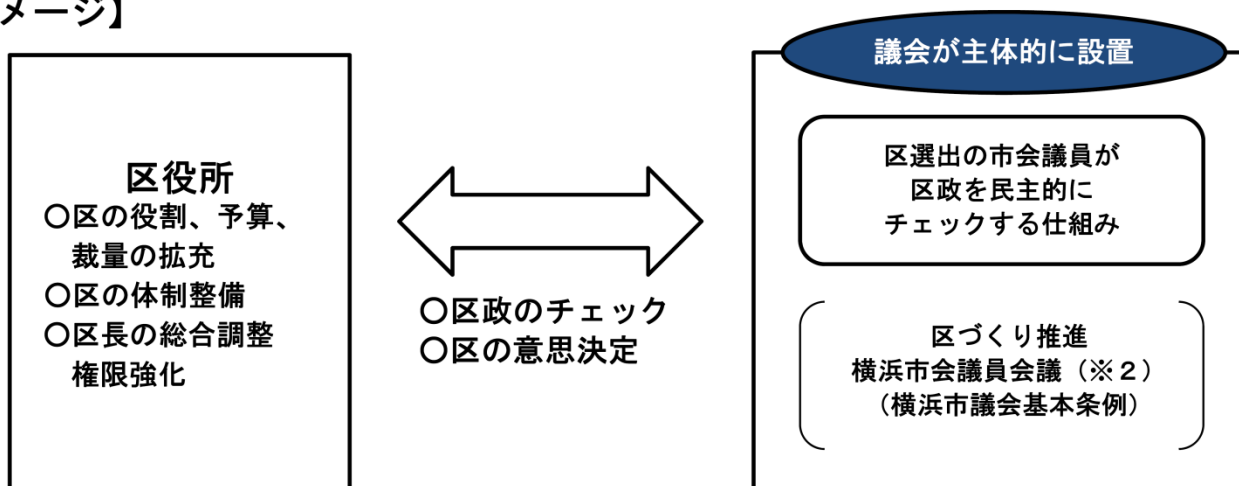 メージ】
区役所
〇区の役割、予算、
裁量の拡充
〇区の体制整備
〇区長の総合調整
権限強化
〇区政のチェック
〇区の意思決定
議会が主体的に設置
区選出の市会議員が
区政を民主的に
チェックする仕組み
区づくり推進
横浜市会議員会議（※２）
（横浜市議会基本条例）